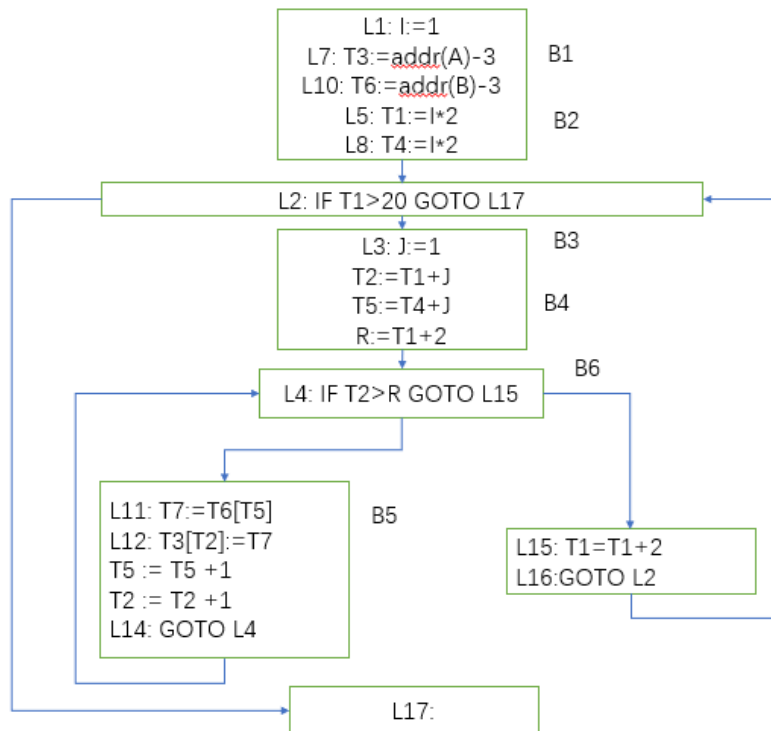 L1: I:=1
L7: T3:=addr(A)-3
B1
L10: T6:=addr(B)-3
L5: T1:=I*2
B2
L8: T4:=I*2
L2: IF T1>20 GOTO L17
L3: J:=1
B3
T2:=T1+J
T5:=T4+J
B4
R:=T1+2
B6
L4: IF T2>R GOTO L15
L11: T7:=T6[T5]
B5
L12: T3[T2]:=T7
T5 := T5 +1
T2 := T2 +1
L14: GOTO L4
L15: T1=T1+2
L16:GOTO L2
L17: